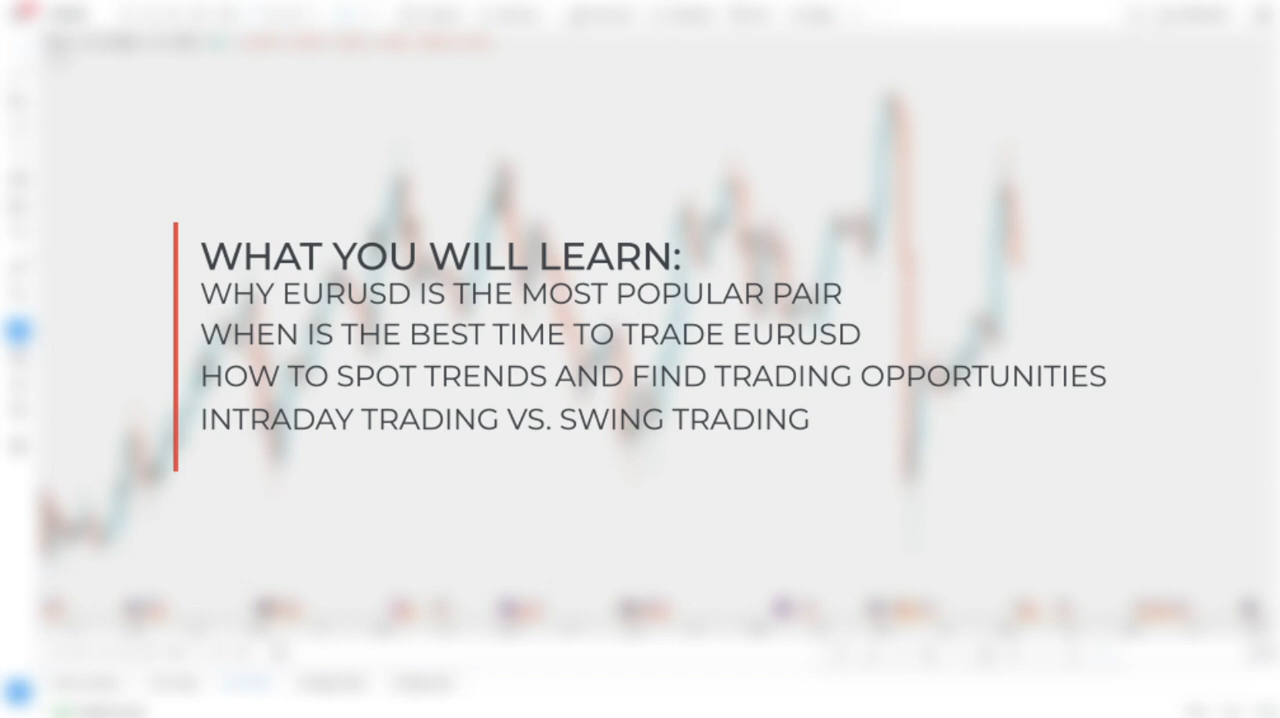 WHAT YOU WILL LEARN:
WHY EURUSD IS THE MOST POPULAR PAIR
WHEN IS THE BEST TIME TO TRADE EURUSD
HOW TO SPOT TRENDS AND FIND TRADING OPPORTUNITIES
INTRADAY TRADING VS. SWING TRADING